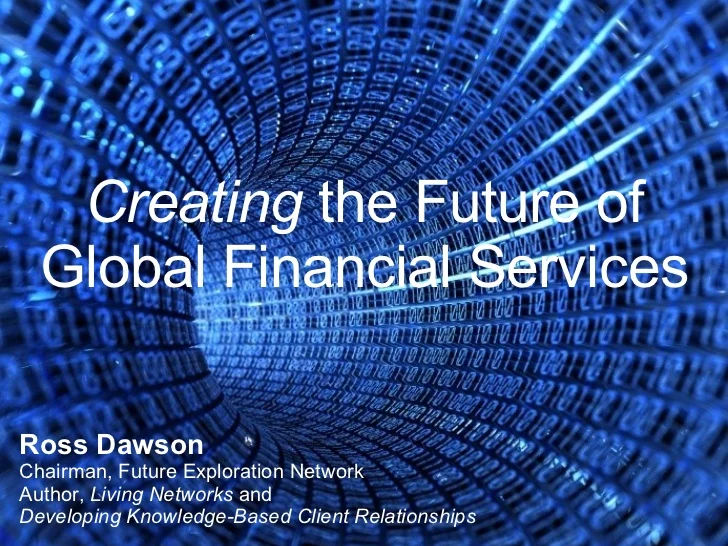 Creating the Future of
Global Financial Services
Ross Dawson
Chairman, Future Exploration Network
Author, Living Networks and
Developing Knowledge-Based Client Relationships